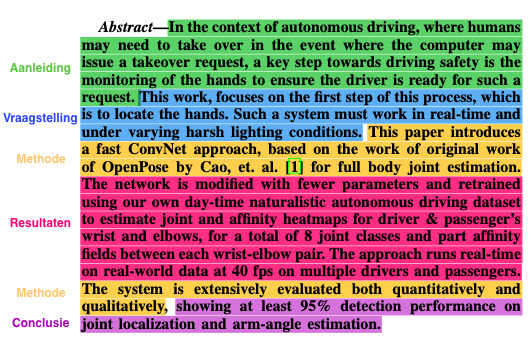 Abstract—In the context of autonomous driving, where humans
may need to take over in the event where the computer may
issue a takeover request, a key step towards driving safety is the
Aanleiding
monitoring of the hands to ensure the driver is ready for such a
request. This work, focuses on the first step of this process, which
Vraagstelling
is to locate the hands. Such a system must work in real-time and
under varying harsh lighting conditions. This paper introduces
Methode
a fast ConvNet approach, based on the work of original work
of OpenPose by Cao, et. al. [1] for full body joint estimation.
The network is modified with fewer parameters and retrained
using our own day-time naturalistic autonomous driving dataset
Resultaten
to estimate joint and affinity heatmaps for driver & passenger's
wrist and elbows, for a total of 8 joint classes and part affinity
fields between each wrist-elbow pair. The approach runs real-time
on real-world data at 40 fps on multiple drivers and passengers.
Methode
The system is extensively evaluated both quantitatively and
qualitatively, showing at least 95% detection performance on
Conclusie
joint localization and arm-angle estimation.